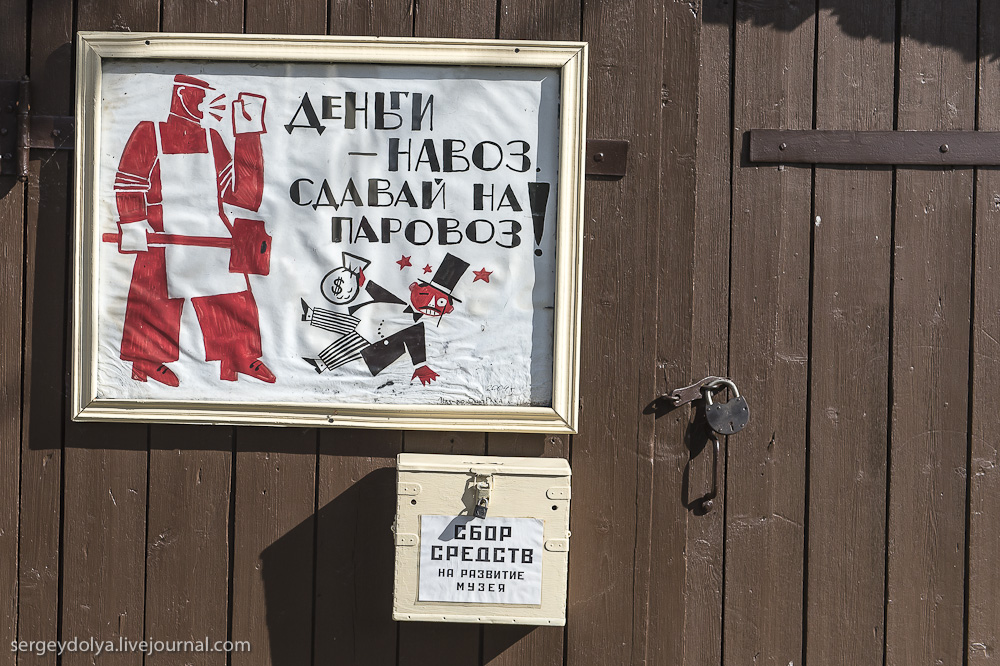 ДЕНЬГИ
– НАВОЗ.
СДАВАЙ НА
ПАРОВОЗ!
$
СБОР
СРЕДСТВ
НА РАЗВИТИЕ
МУЗЕЯ
sergeydolya.livejournal.com